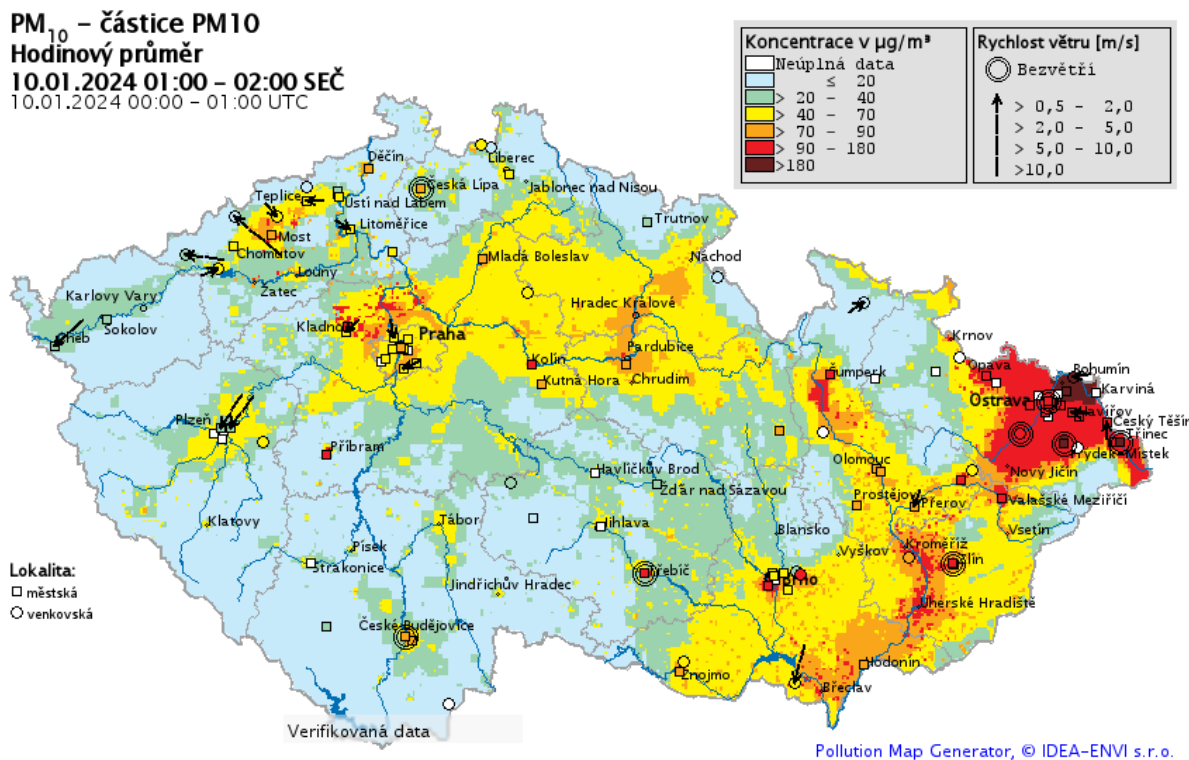 PM10 – částice PM10
Hodinový průměr
10.01.2024 01:00 – 02:00 SEČ
10.01.2024 00:00 – 01:00 UTC
Koncentrace v µg/m³
Neúplná data
≤ 20
> 20 – 40
> 40 – 70
> 70 – 90
> 90 – 180
>180
Rychlost větru [m/s]
Bezvětří
> 0,5 – 2,0
> 2,0 – 5,0
> 5,0 – 10,0
>10,0
Děčín
Liberec
Česká Lípa
Jablonec nad Nisou
Teplice
Ústí nad Labem
Litoměřice
Trutnov
Most
Chomutov
Mladá Boleslav
Náchod
Louny
Žatec
Karlovy Vary
Hradec Králové
Sokolov
Kladno
Praha
Cheb
Krnov
Pardubice
Kolín
Opava
Bohumín
Šumperk
Kutná Hora
Chrudim
Karviná
Ostrava
Havířov
Plzeň
Český Těšín
Třinec
Příbram
Frýdek-Místek
Olomouc
Havlíčkův Brod
Nový Jičín
Žďár nad Sázavou
Prostějov
Přerov
Valašské Meziříčí
Klatovy
Tábor
Jihlava
Blansko
Vsetín
Písek
Vyškov
Kroměříž
Strakonice
Zlín
Třebíč
Brno
Jindřichův Hradec
Uherské Hradiště
České Budějovice
Hodonín
Znojmo
Břeclav
Lokalita:
městská
venkovská
Verifikovaná data
Pollution Map Generator, © IDEA-ENVI s.r.o.